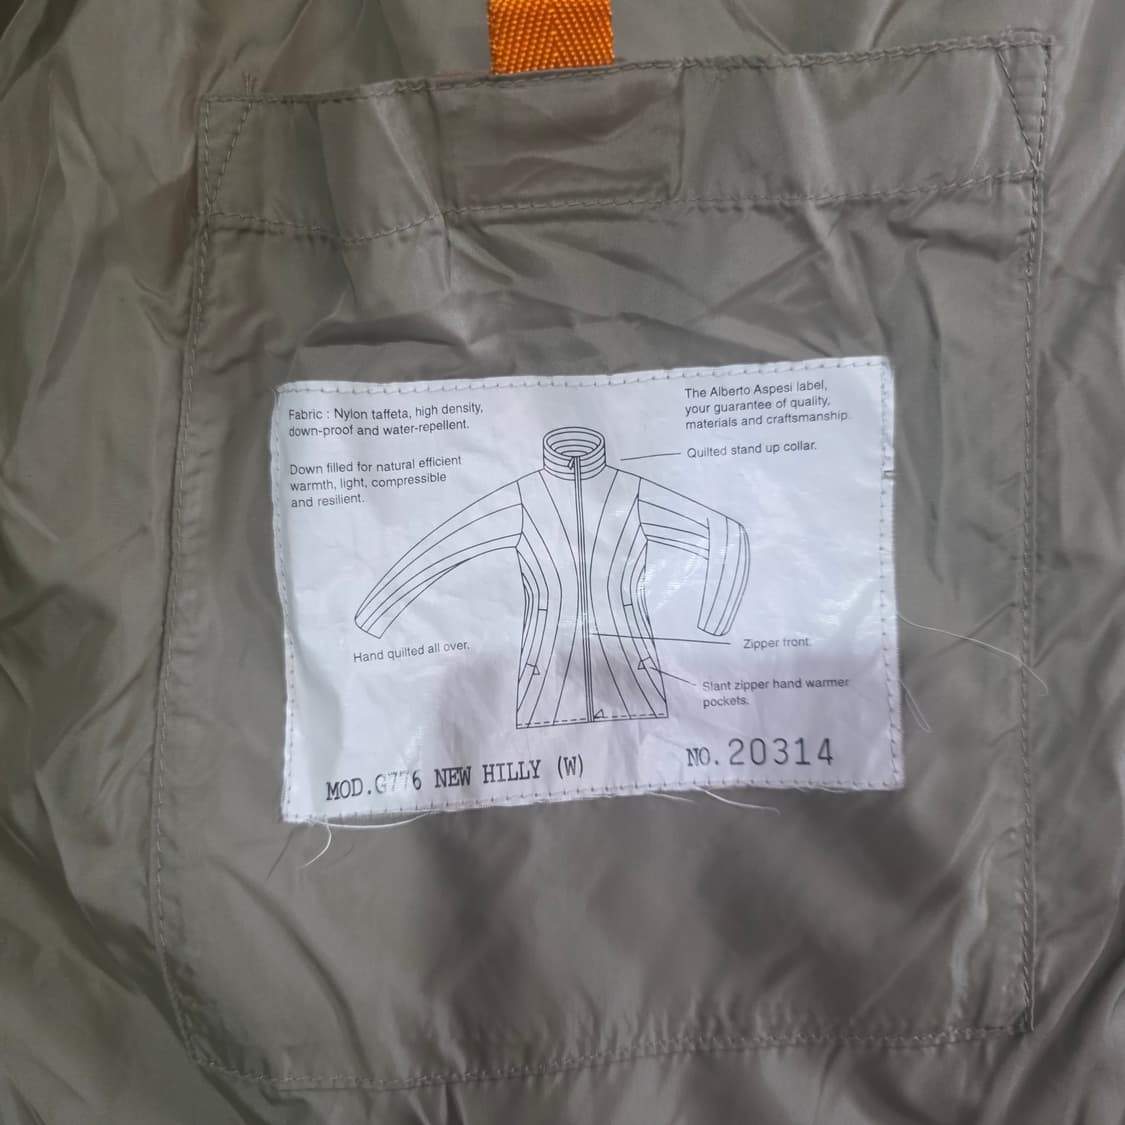 Fabric : Nylon taffeta, high density,
down-proof and water-repellent.
Down filled for natural efficient
warmth, light, compressible
and resilient.
The Alberto Aspesi label,
your guarantee of quality,
materials and craftsmanship.
Quilted stand up collar.
Hand quilted all over.
Zipper front.
Slant zipper hand warmer
pockets.
MOD.G776 NEW HILLY (W)
NO. 20314